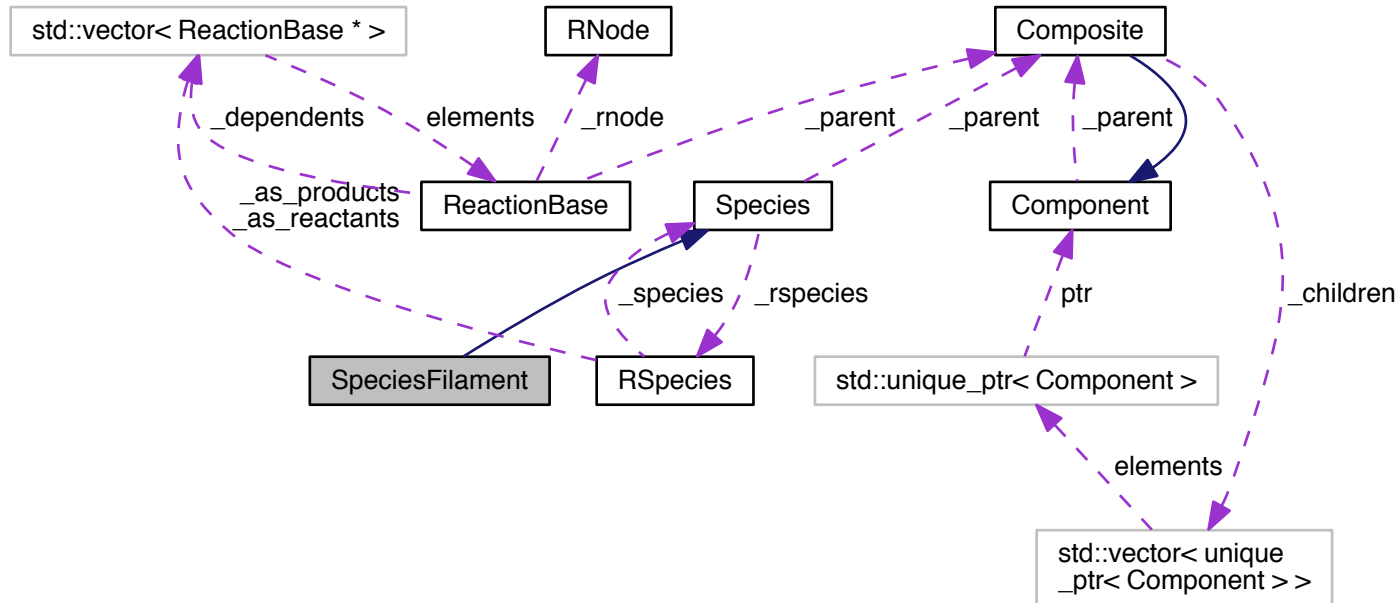 std::vector< ReactionBase * >
RNode
Composite
_dependents
elements
_rnode
_parent
_parent
_parent
_as_products
_as_reactants
ReactionBase
Species
Component
_species
_rspecies
ptr
_children
SpeciesFilament
RSpecies
std::unique_ptr< Component >
elements
std::vector< unique
_ptr< Component > >